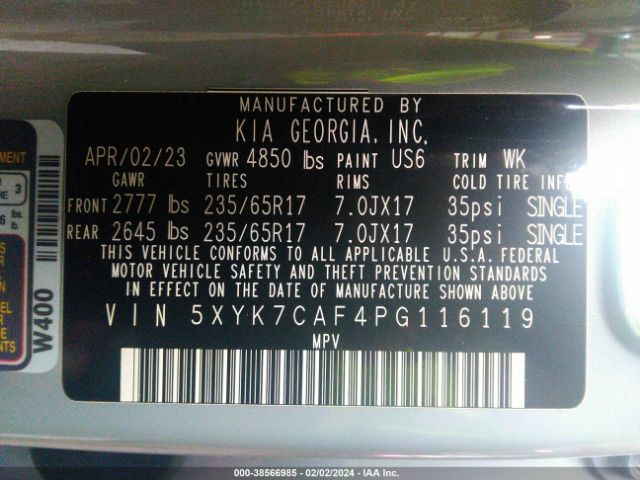 MANUFACTURED BY
KIA GEORGIA, INC.
APR/02/23 GVWR 4850 lbs PAINT US6 TRIM WK
GAWR TIRES RIMS COLD TIRE INFL
FRONT 2777 lbs 235/65R17 7.0JX17 35psi SINGLE
REAR 2645 lbs 235/65R17 7.0JX17 35psi SINGLE
THIS VEHICLE CONFORMS TO ALL APPLICABLE U.S.A. FEDERAL
MOTOR VEHICLE SAFETY AND THEFT PREVENTION STANDARDS
IN EFFECT ON THE DATE OF MANUFACTURE SHOWN ABOVE
VIN 5XYK7CAF4PG116119
MPV
W400
000-38566985 - 02/02/2024 - IAA Inc.